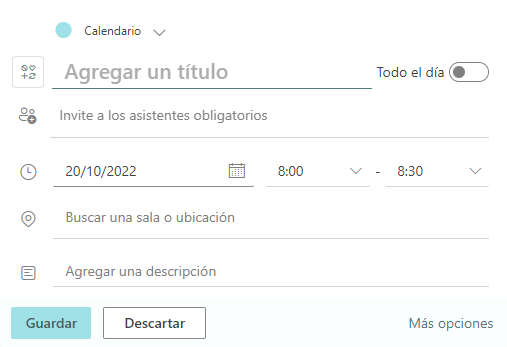 Calendario
Agregar un título
Todo el día
Invite a los asistentes obligatorios
20/10/2022 8:00 - 8:30
Buscar una sala o ubicación
Agregar una descripción
Guardar Descartar Más opciones